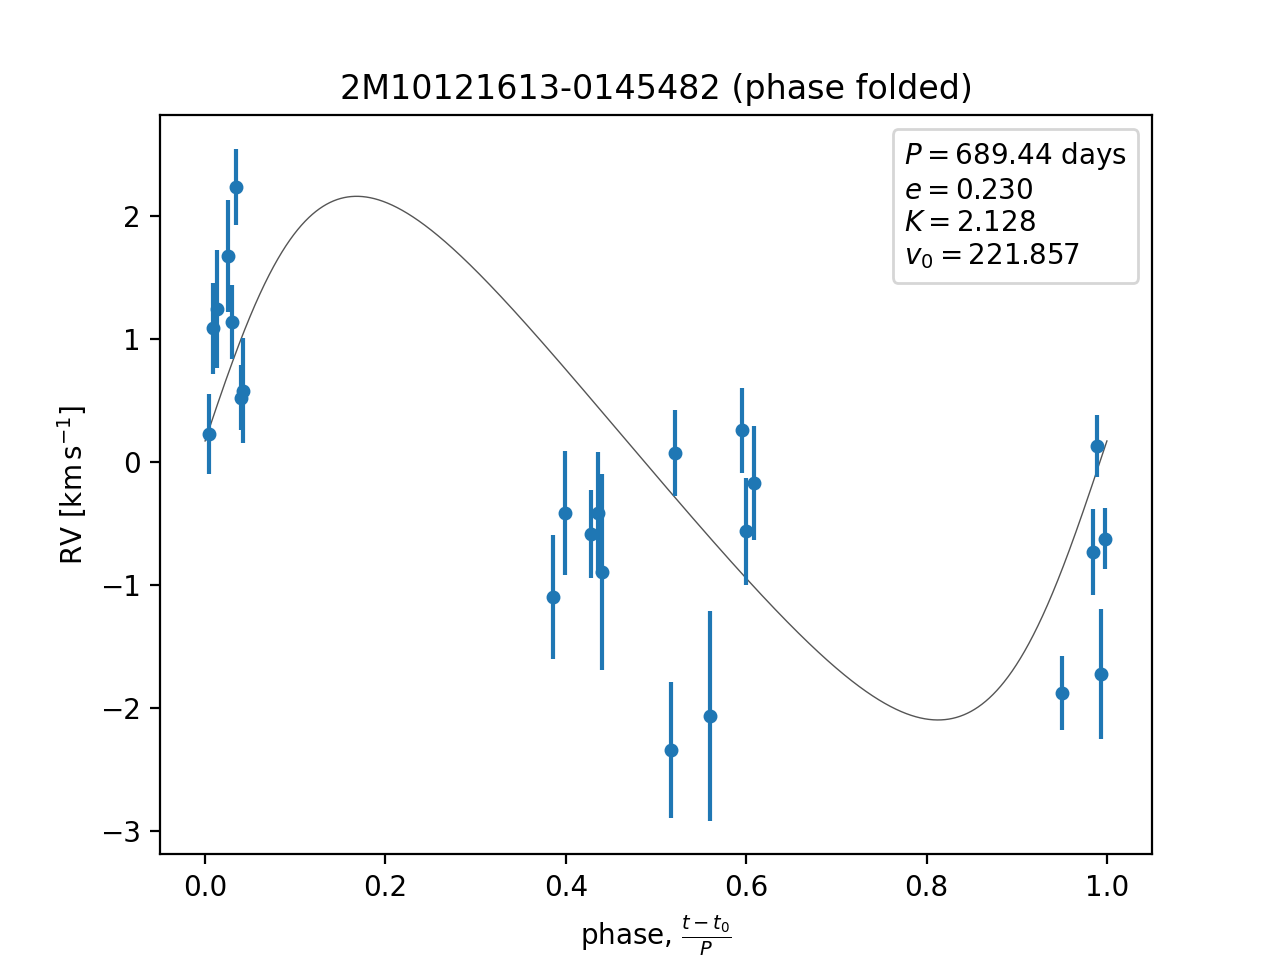 2M10121613-0145482 (phase folded)
P = 689.44 days
e = 0.230
K = 2.128
v₀ = 221.857
RV [km s⁻¹]
2
1
0
−1
−2
−3
0.0 0.2 0.4 0.6 0.8 1.0
phase, (t − t₀)/P